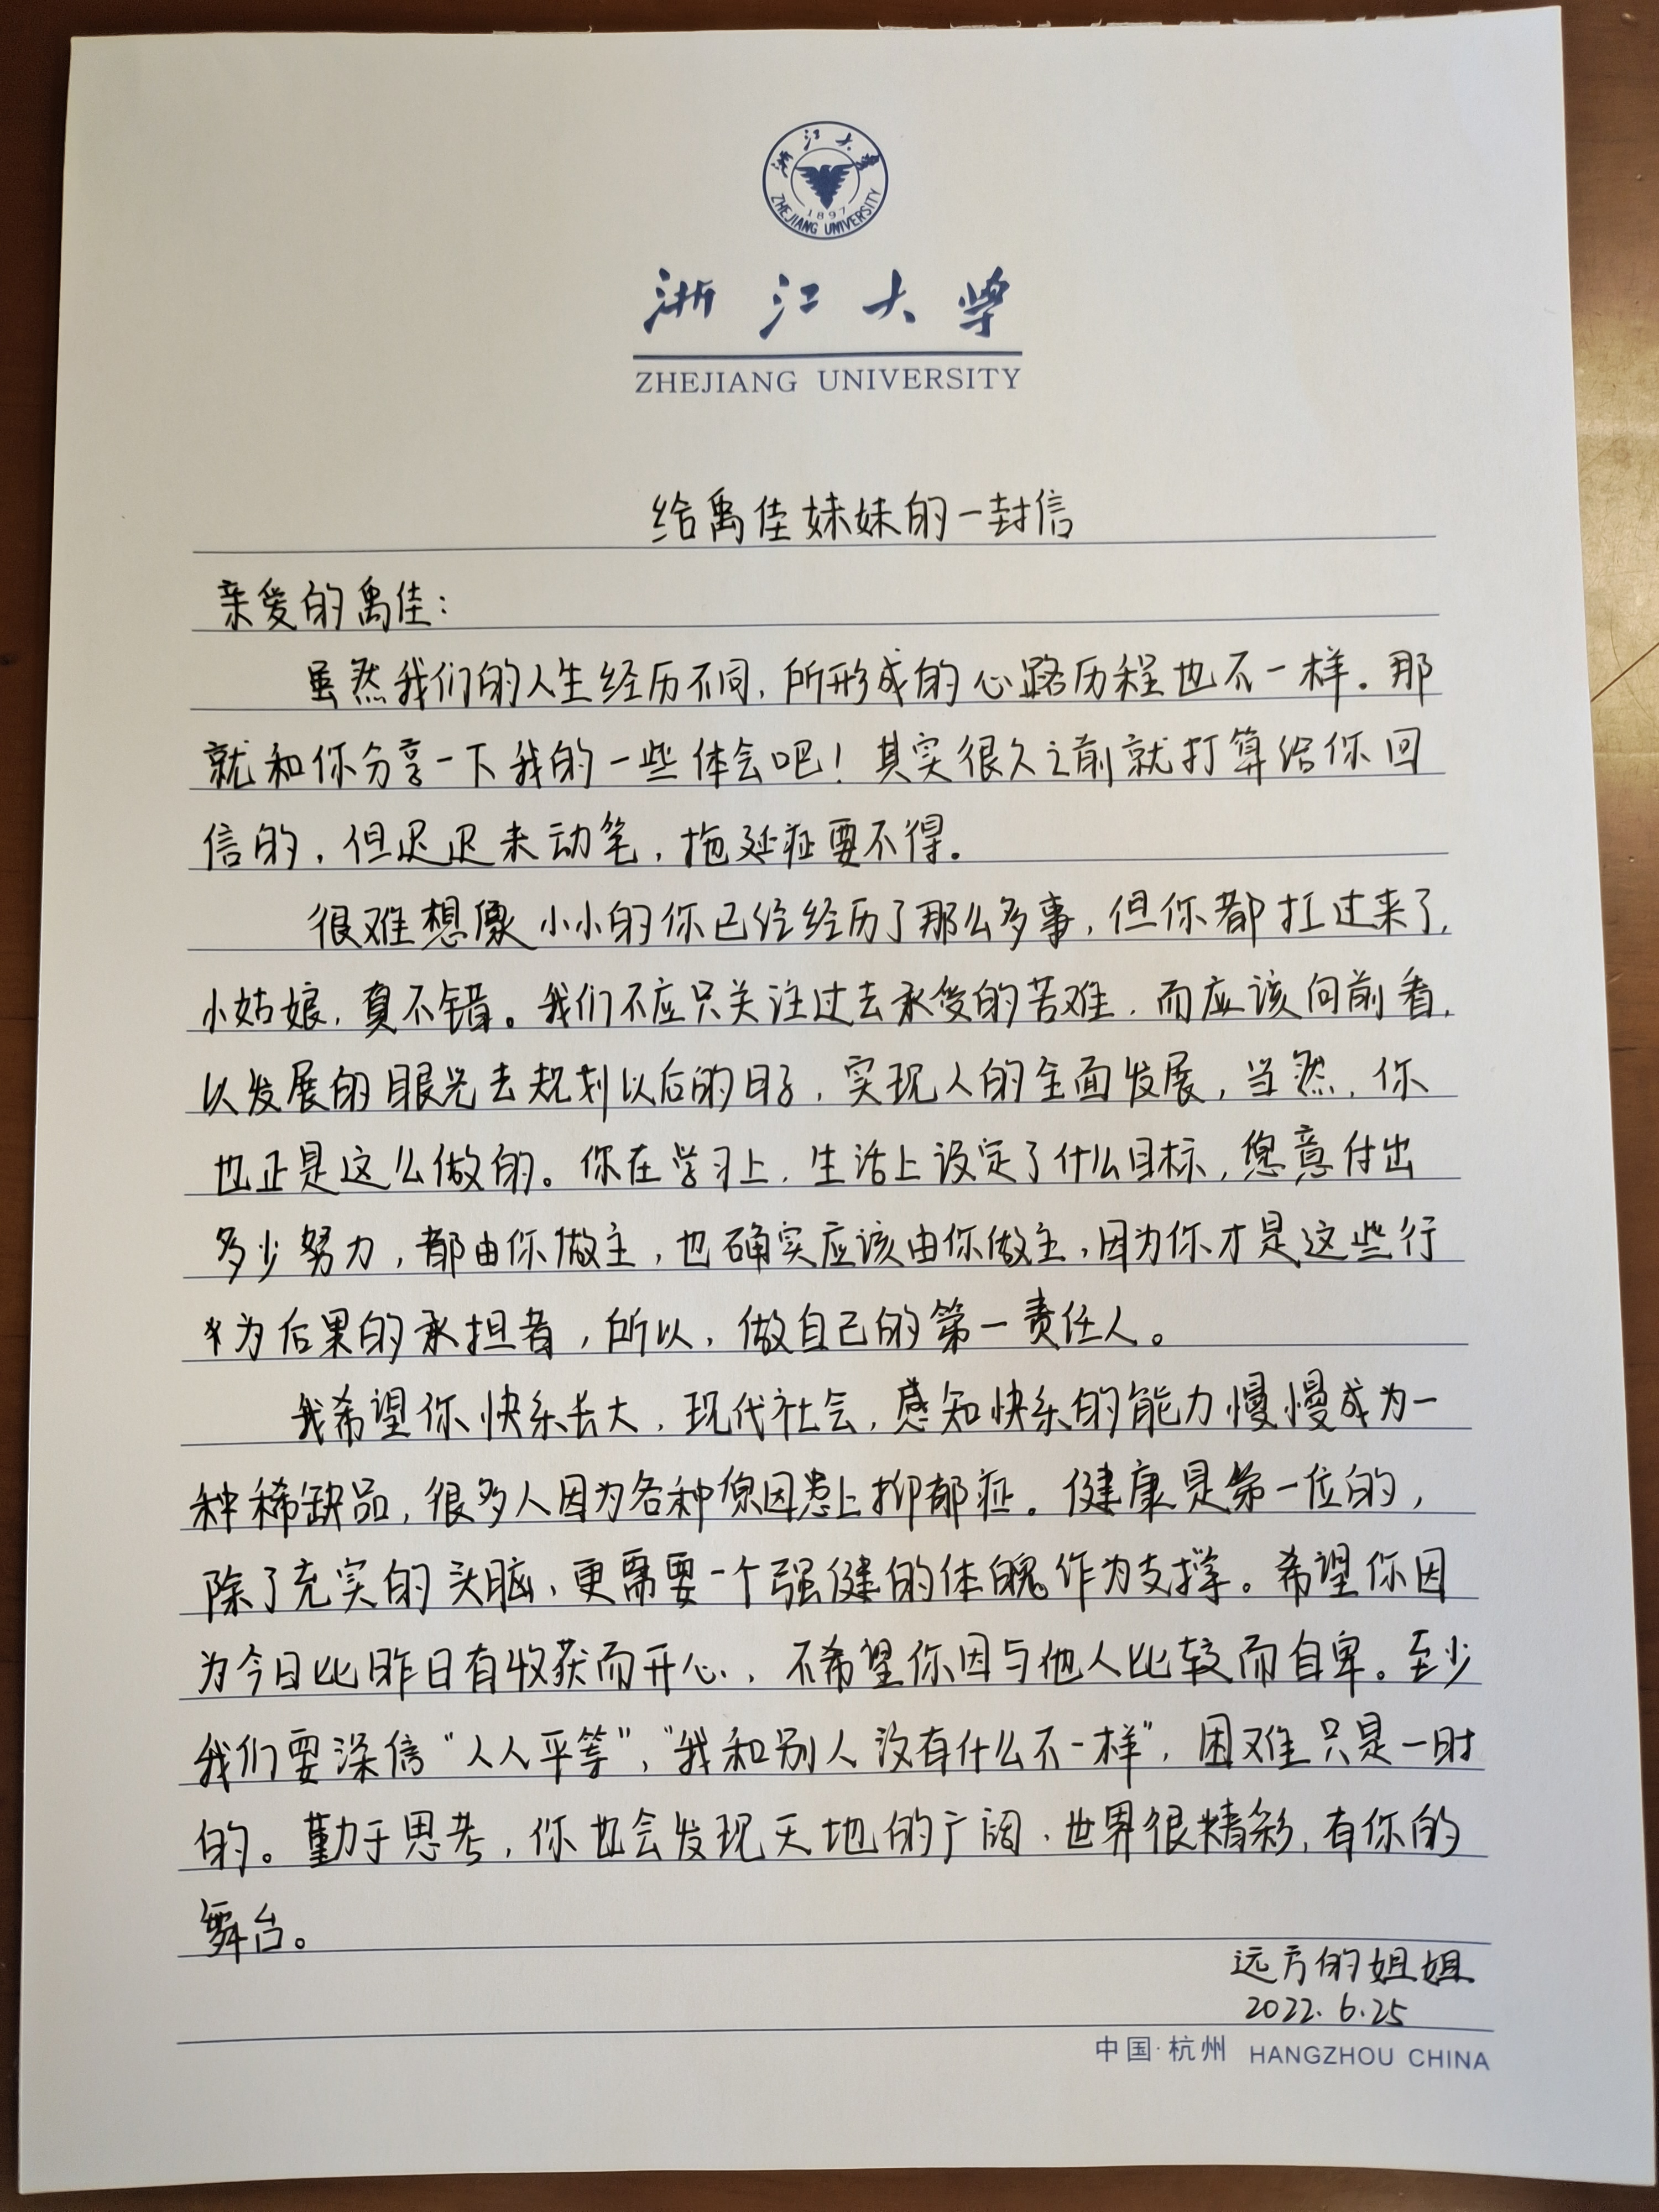 浙江大学
ZHEJIANG UNIVERSITY
1897
浙江大学
ZHEJIANG UNIVERSITY
给禹佳妹妹的一封信
亲爱的禹佳：
虽然我们的人生经历不同，所形成的心路历程也不一样。那
就和你分享一下我的一些体会吧！其实很久之前就打算给你回
信的，但迟迟未动笔，拖延症要不得。
很难想像小小的你已经经历了那么多事，但你都扛过来了，
小姑娘，真不错。我们不应只关注过去承受的苦难，而应该向前看，
以发展的眼光去规划以后的日子，实现人的全面发展，当然，你
也正是这么做的。你在学习上，生活上设定了什么目标，愿意付出
多少努力，都由你做主，也确实应该由你做主，因为你才是这些行
为后果的承担者，所以，做自己的第一责任人。
我希望你快乐长大，现代社会，感知快乐的能力慢慢成为一
种稀缺品，很多人因为各种原因患上抑郁症。健康是第一位的，
除了充实的头脑，更需要一个强健的体魄作为支撑。希望你因
为今日比昨日有收获而开心，不希望你因与他人比较而自卑。至少
我们要深信“人人平等”，“我和别人没有什么不一样”，困难只是一时
的。勤于思考，你也会发现天地的广阔，世界很精彩，有你的
舞台。
远方的姐姐
2022.6.25
中国·杭州 HANGZHOU CHINA